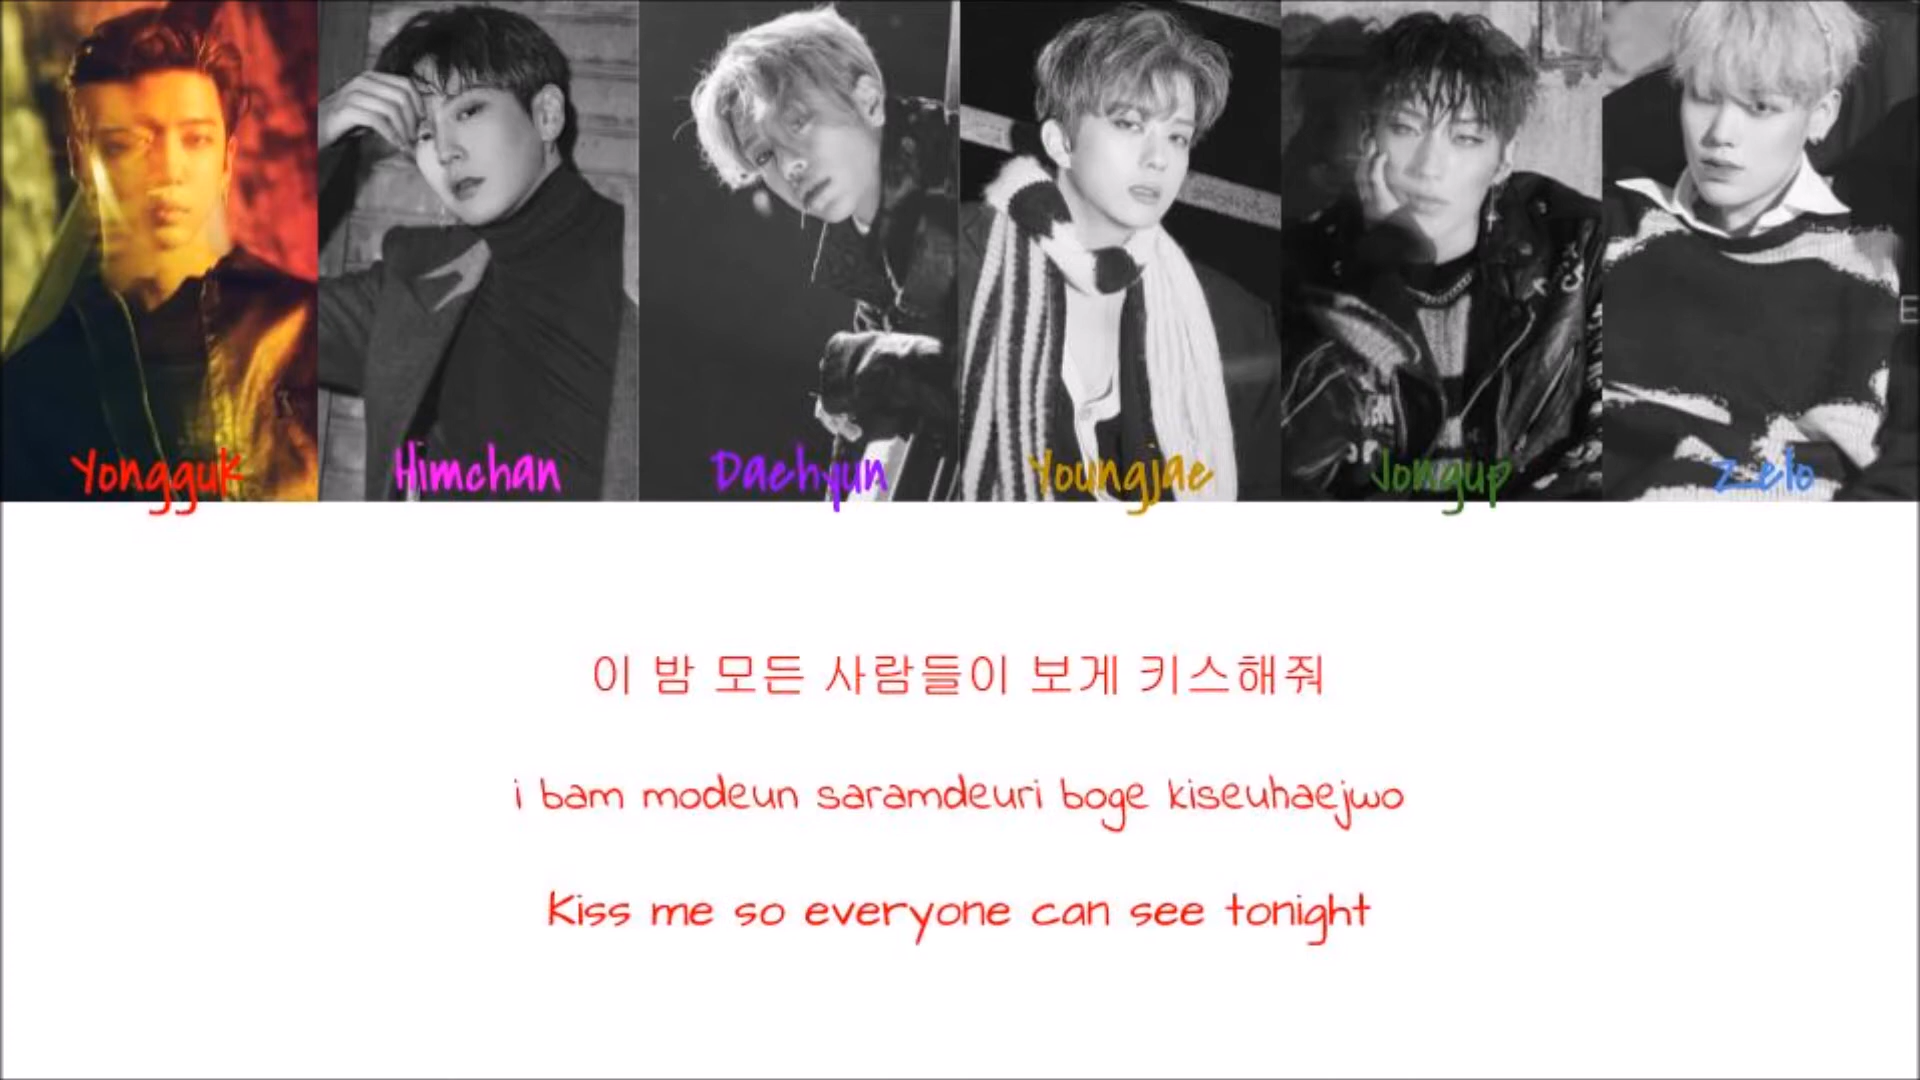 Yongguk Himchan Daehyun Youngjae Jongup Zelo
이 밤 모든 사람들이 보게 키스해줘
i bam modeun saramdeuri boge kiseuhaejwo
Kiss me so everyone can see tonight